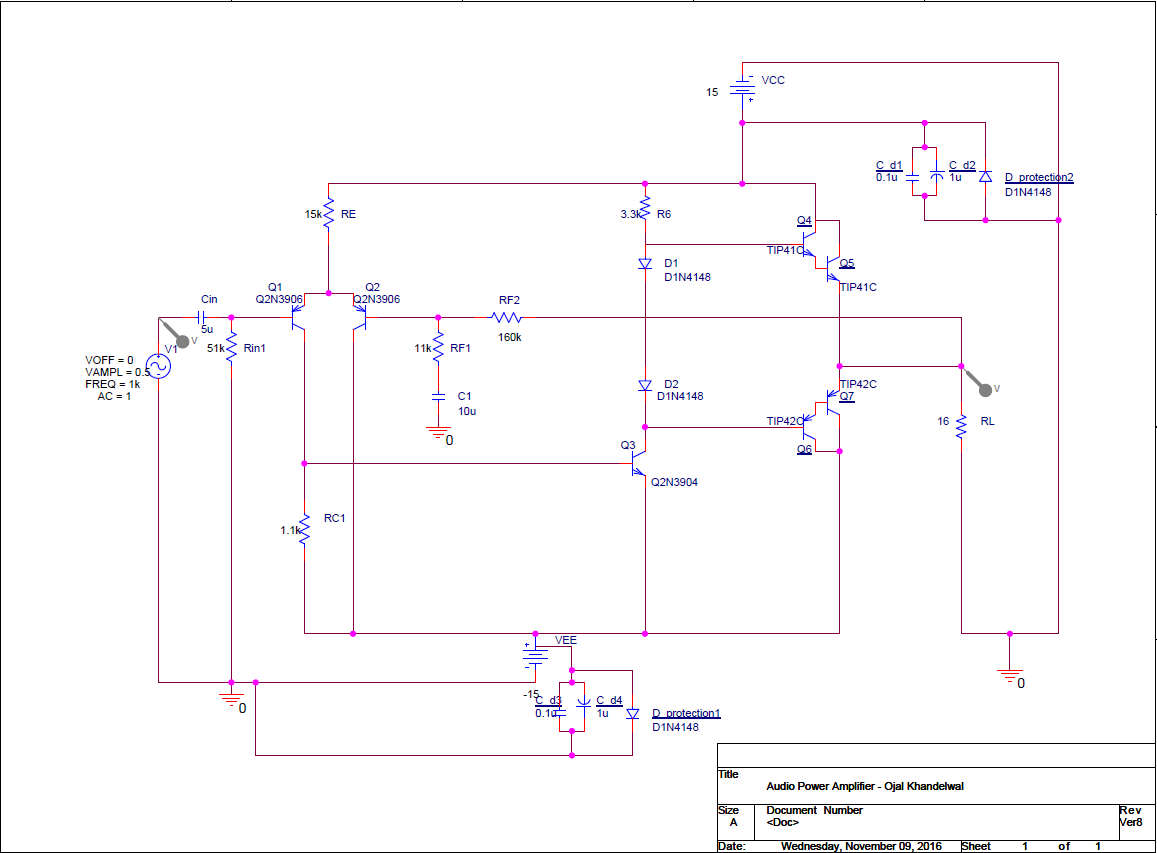 VCC
15
C_d1
0.1u
C_d2
1u
D_protection2
D1N4148
15k
RE
3.3k
R6
Q4
TIP41C
Q5
TIP41C
D1
D1N4148
Q1
Q2N3906
Q2
Q2N3906
Cin
5u
RF2
160k
V
V1
51k
Rin1
11k
RF1
VOFF = 0
VAMPL = 0.5
FREQ = 1k
AC = 1
C1
10u
0
D2
D1N4148
TIP42C
Q7
V
TIP42C
Q6
16
RL
Q3
Q2N3904
RC1
1.1k
VEE
-15
0
0
C_d3
0.1u
C_d4
1u
D_protection1
D1N4148
Title
Audio Power Amplifier - Ojal Khandelwal
Size
A
Document Number
<Doc>
Rev
Ver8
Date:
Wednesday, November 09, 2016
Sheet 1 of 1